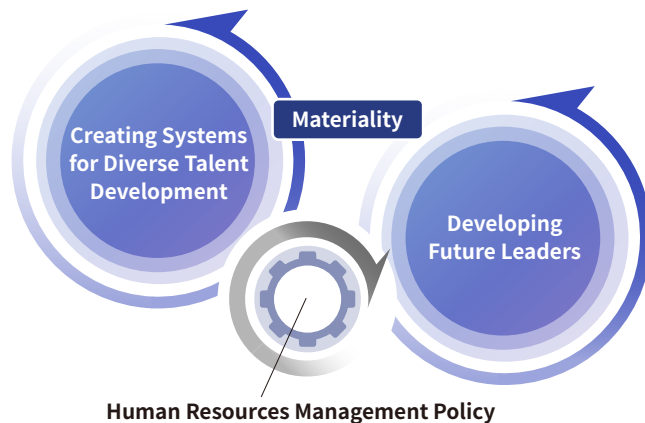 Materiality
Creating Systems
for Diverse Talent
Development
Developing
Future Leaders
Human Resources Management Policy